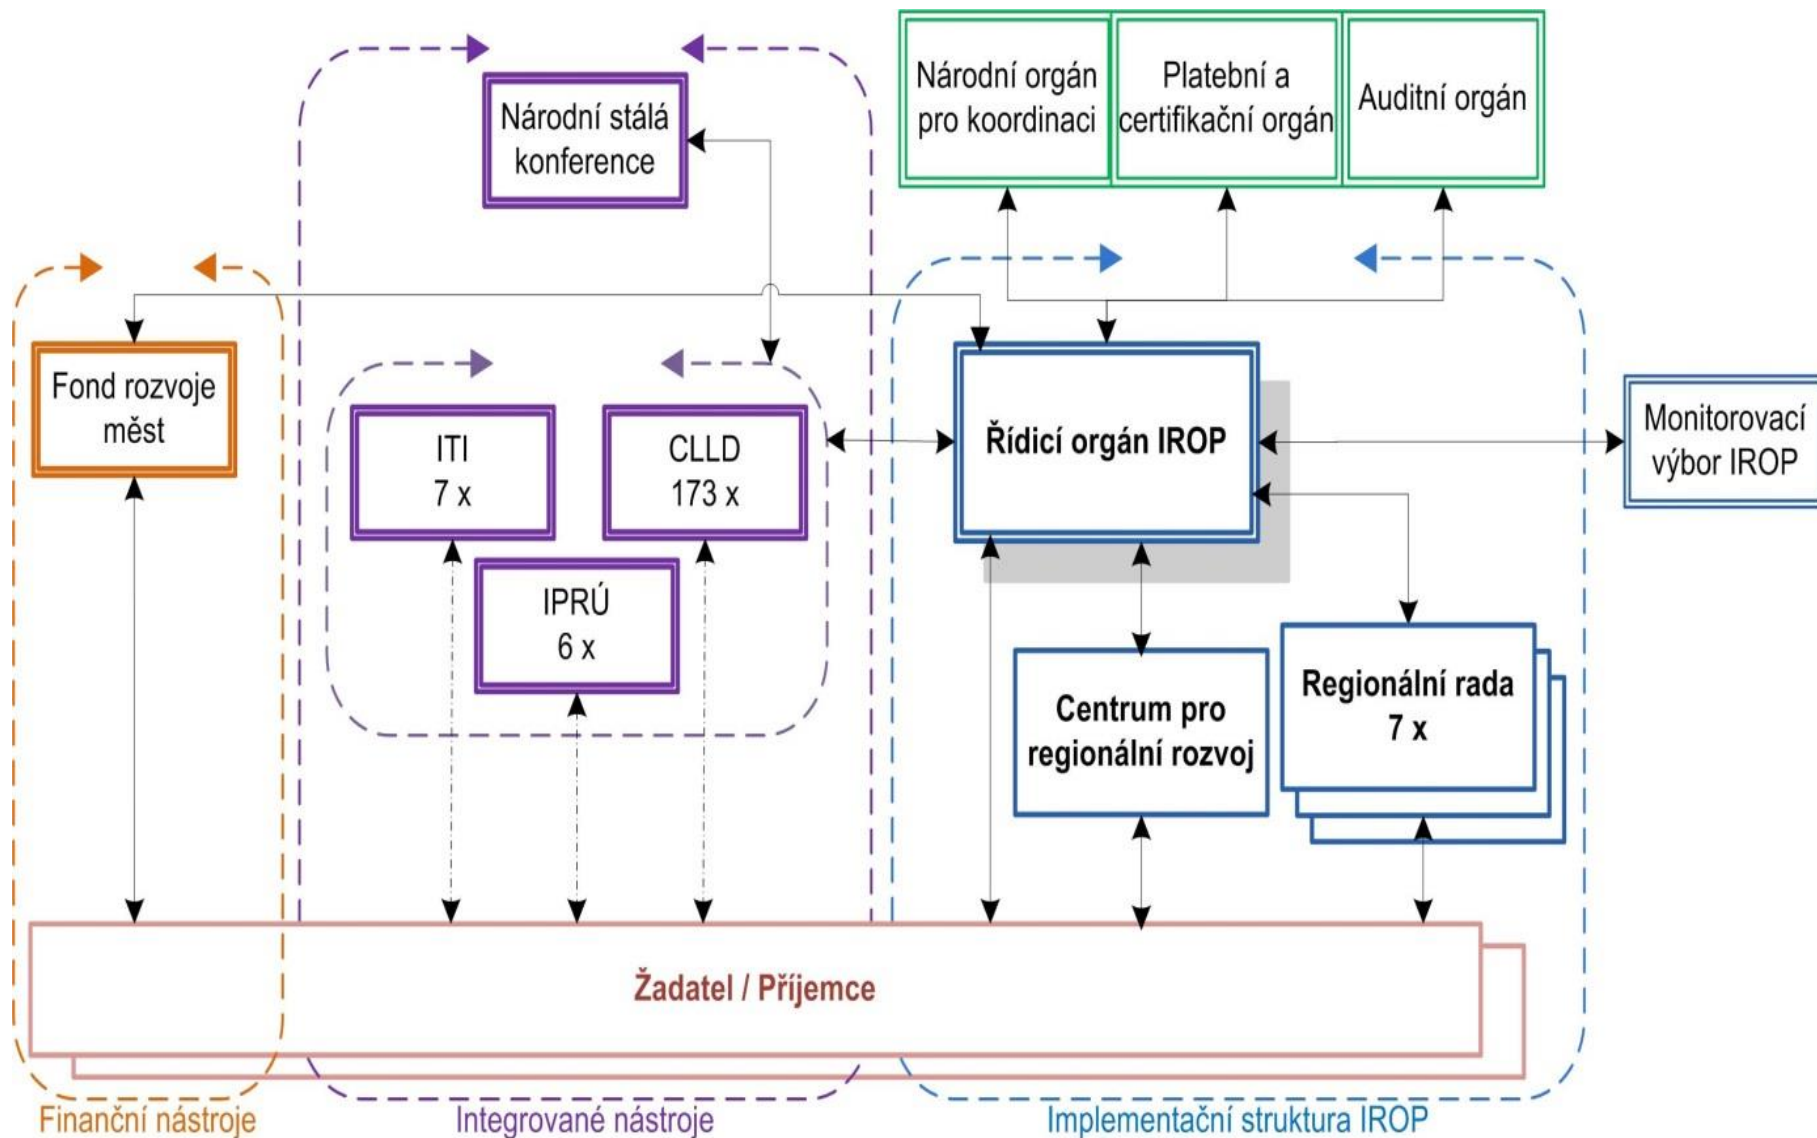 Národní stálá
konference
Národní orgán
pro koordinaci
Platební a
certifikační orgán
Auditní orgán
Fond rozvoje
měst
ITI
7 x
CLLD
173 x
IPRÚ
6 x
Řídicí orgán IROP
Monitorovací
výbor IROP
Centrum pro
regionální rozvoj
Regionální rada
7 x
Žadatel / Příjemce
Finanční nástroje
Integrované nástroje
Implementační struktura IROP